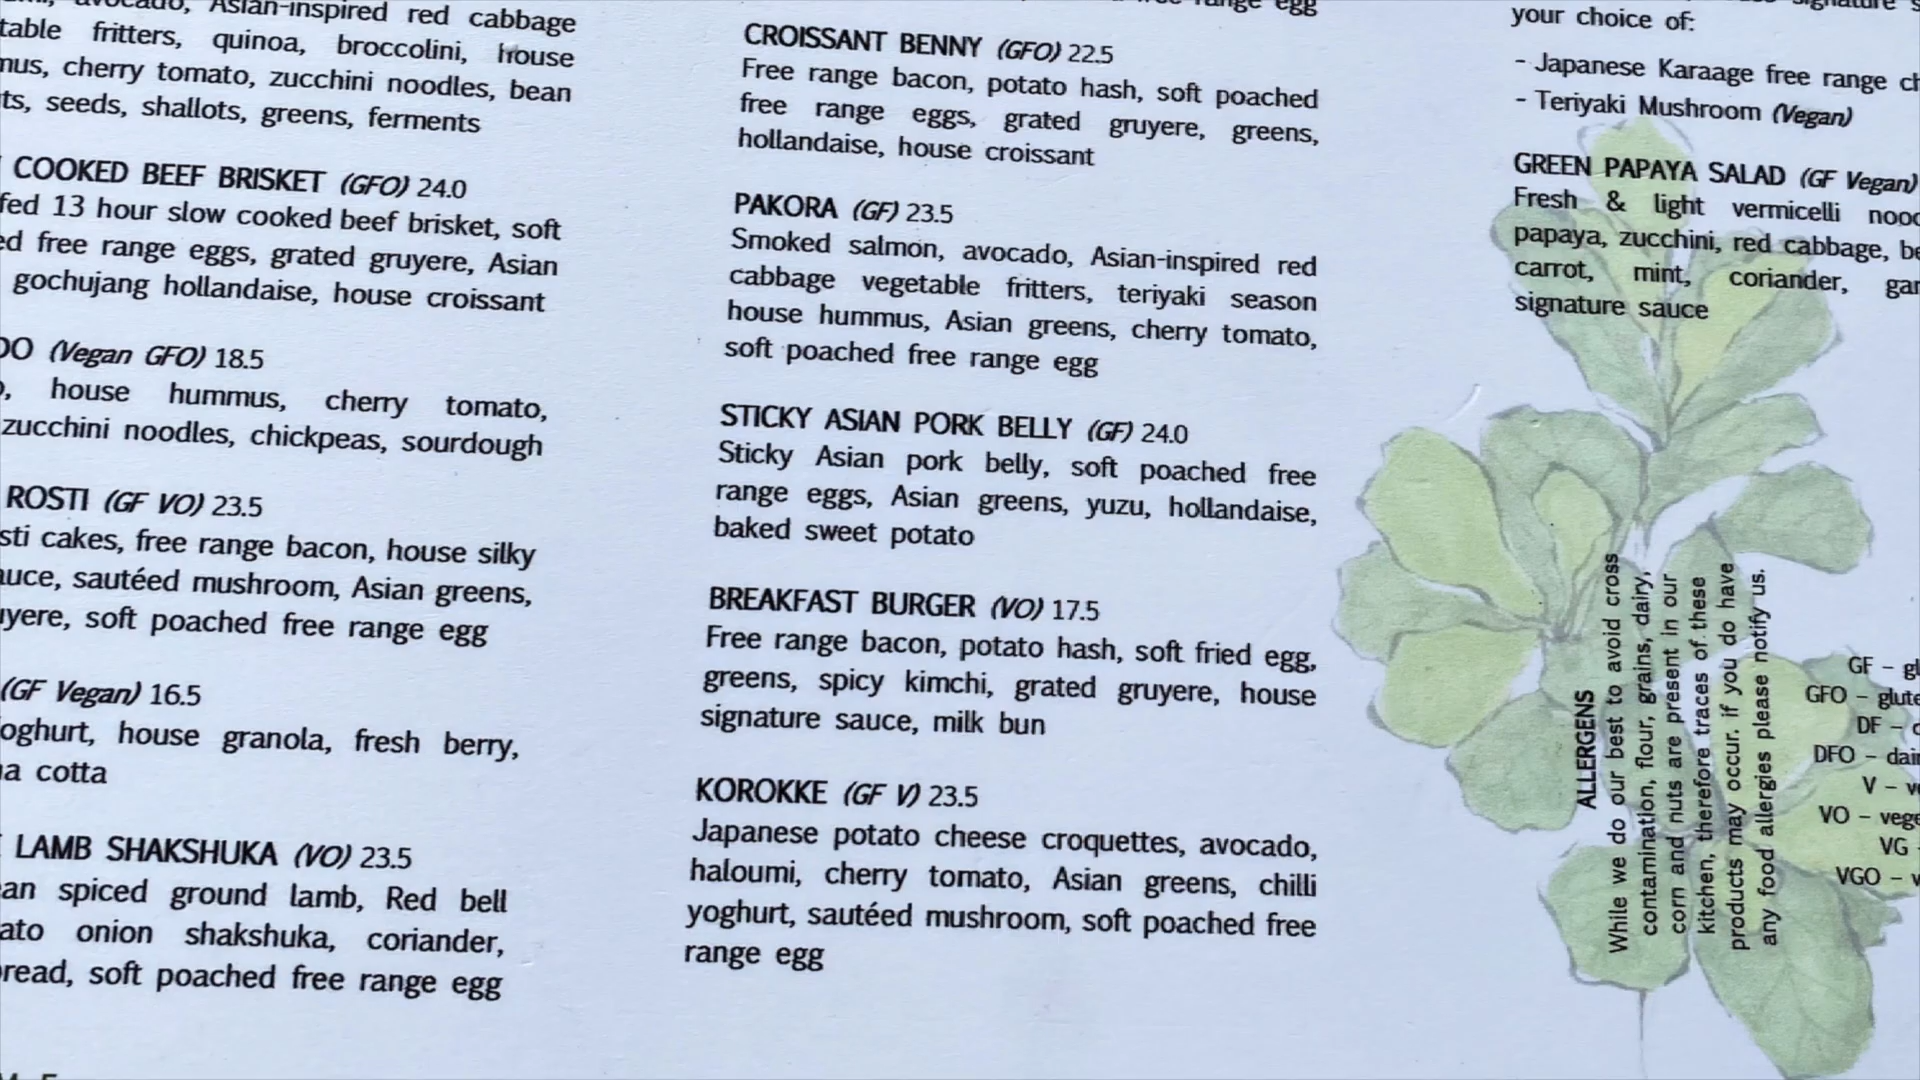 Asian-inspired red cabbage
table fritters, quinoa, broccolini, house
cherry tomato, zucchini noodles, bean
seeds, shallots, greens, ferments
COOKED BEEF BRISKET (GFO) 24.0
fed 13 hour slow cooked beef brisket, soft
free range eggs, grated gruyere, Asian
gochujang hollandaise, house croissant
(Vegan GFO) 18.5
house hummus, cherry tomato,
zucchini noodles, chickpeas, sourdough
ROSTI (GF VO) 23.5
sti cakes, free range bacon, house silky
sautéed mushroom, Asian greens,
soft poached free range egg
(GF Vegan) 16.5
oghurt, house granola, fresh berry,
cotta
LAMB SHAKSHUKA (VO) 23.5
spiced ground lamb, Red bell
onion shakshuka, coriander,
soft poached free range egg
range egg
CROISSANT BENNY (GFO) 22.5
Free range bacon, potato hash, soft poached
free range eggs, grated gruyere, greens,
hollandaise, house croissant
PAKORA (GF) 23.5
Smoked salmon, avocado, Asian-inspired red
cabbage vegetable fritters, teriyaki season
house hummus, Asian greens, cherry tomato,
soft poached free range egg
STICKY ASIAN PORK BELLY (GF) 24.0
Sticky Asian pork belly, soft poached free
range eggs, Asian greens, yuzu, hollandaise,
baked sweet potato
BREAKFAST BURGER (VO) 17.5
Free range bacon, potato hash, soft fried egg,
greens, spicy kimchi, grated gruyere, house
signature sauce, milk bun
KOROKKE (GF V) 23.5
Japanese potato cheese croquettes, avocado,
haloumi, cherry tomato, Asian greens, chilli
yoghurt, sautéed mushroom, soft poached free
range egg
your choice of:
- Japanese Karaage free range
- Teriyaki Mushroom (Vegan)
GREEN PAPAYA SALAD (GF Vegan)
Fresh & light vermicelli
papaya, zucchini, red cabbage,
carrot, mint, coriander,
signature sauce
ALLERGENS
While we do our best to avoid cross
contamination, flour, grains, dairy,
corn and nuts are present in our
kitchen, therefore traces of these
products may occur. if you do have
any food allergies please notify us.
GF -
GFO -
DF -
DFO -
V -
VO -
VG
VGO -